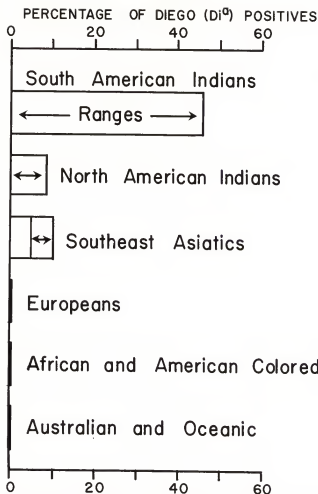 PERCENTAGE OF DIEGO (Diᵃ) POSITIVES
0 20 40 60
South American Indians
Ranges
North American Indians
Southeast Asiatics
Europeans
African and American Colored
Australian and Oceanic
0 20 40 60